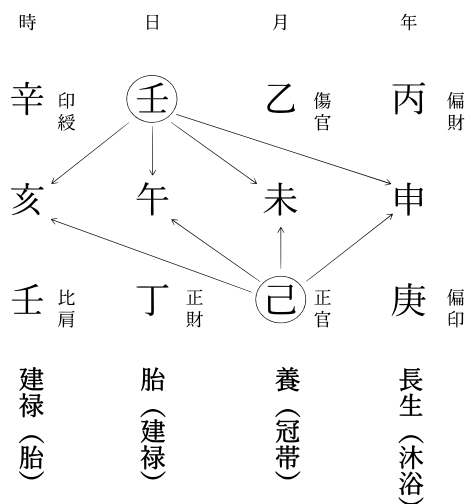 時 日 月 年
辛 印綬 壬 乙 傷官 丙 偏財
亥 午 未 申
壬 比肩 丁 正財 己 正官 庚 偏印
建禄（胎） 胎（建禄） 養（冠帯） 長生（沐浴）